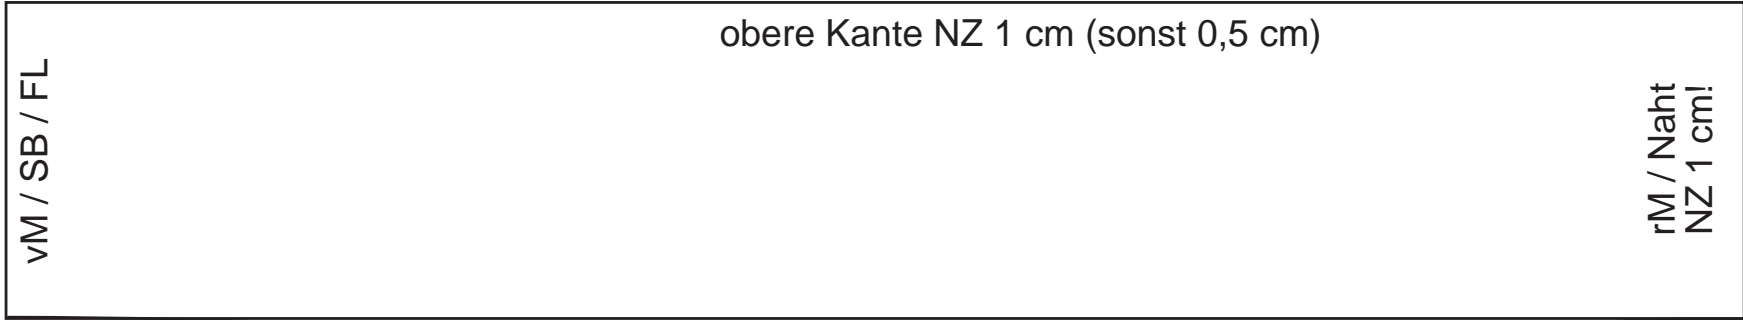 obere Kante NZ 1 cm (sonst 0,5 cm)
vM / SB / FL
rM / Naht
NZ 1 cm!